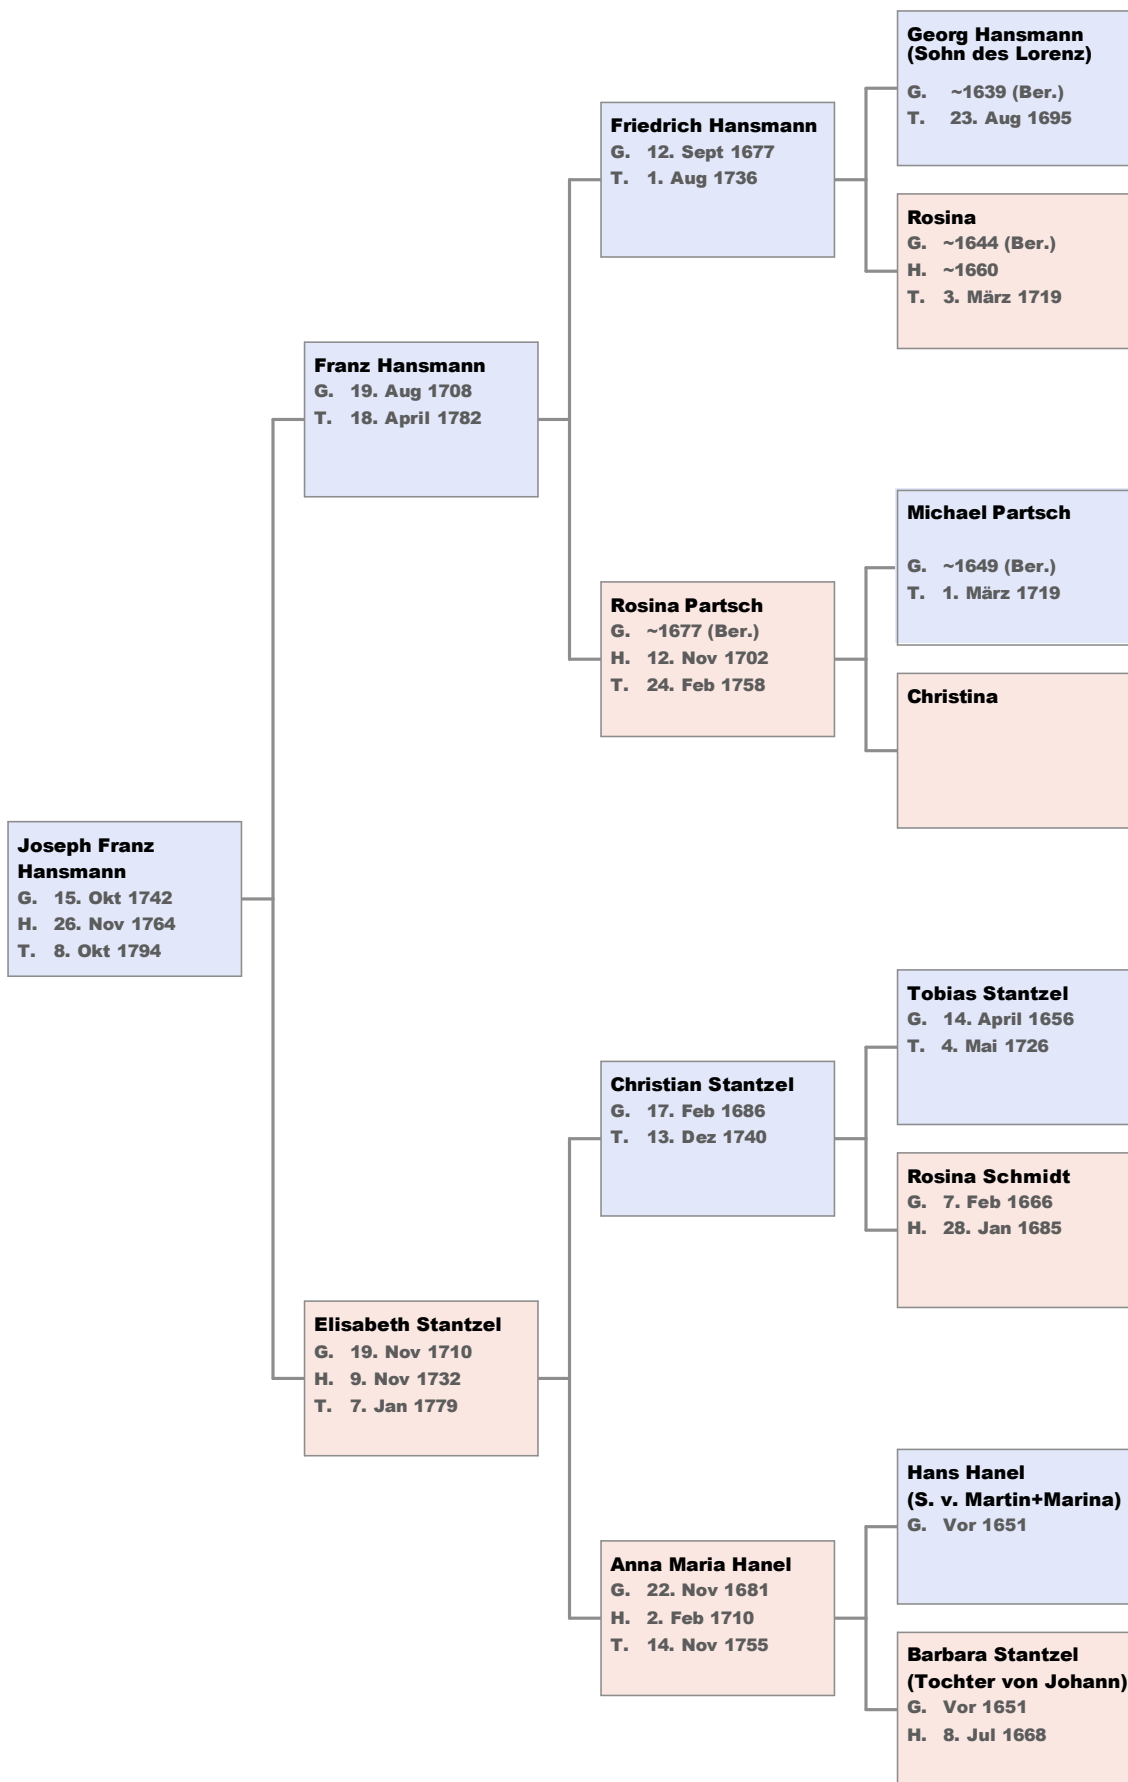 Georg Hansmann
(Sohn des Lorenz)
G. ~1639 (Ber.)
T. 23. Aug 1695
Friedrich Hansmann
G. 12. Sept 1677
T. 1. Aug 1736
Rosina
G. ~1644 (Ber.)
H. ~1660
T. 3. März 1719
Franz Hansmann
G. 19. Aug 1708
T. 18. April 1782
Michael Partsch
G. ~1649 (Ber.)
T. 1. März 1719
Rosina Partsch
G. ~1677 (Ber.)
H. 12. Nov 1702
T. 24. Feb 1758
Christina
Joseph Franz
Hansmann
G. 15. Okt 1742
H. 26. Nov 1764
T. 8. Okt 1794
Tobias Stantzel
G. 14. April 1656
T. 4. Mai 1726
Christian Stantzel
G. 17. Feb 1686
T. 13. Dez 1740
Rosina Schmidt
G. 7. Feb 1666
H. 28. Jan 1685
Elisabeth Stantzel
G. 19. Nov 1710
H. 9. Nov 1732
T. 7. Jan 1779
Hans Hanel
(S. v. Martin+Marina)
G. Vor 1651
Anna Maria Hanel
G. 22. Nov 1681
H. 2. Feb 1710
T. 14. Nov 1755
Barbara Stantzel
(Tochter von Johann)
G. Vor 1651
H. 8. Jul 1668